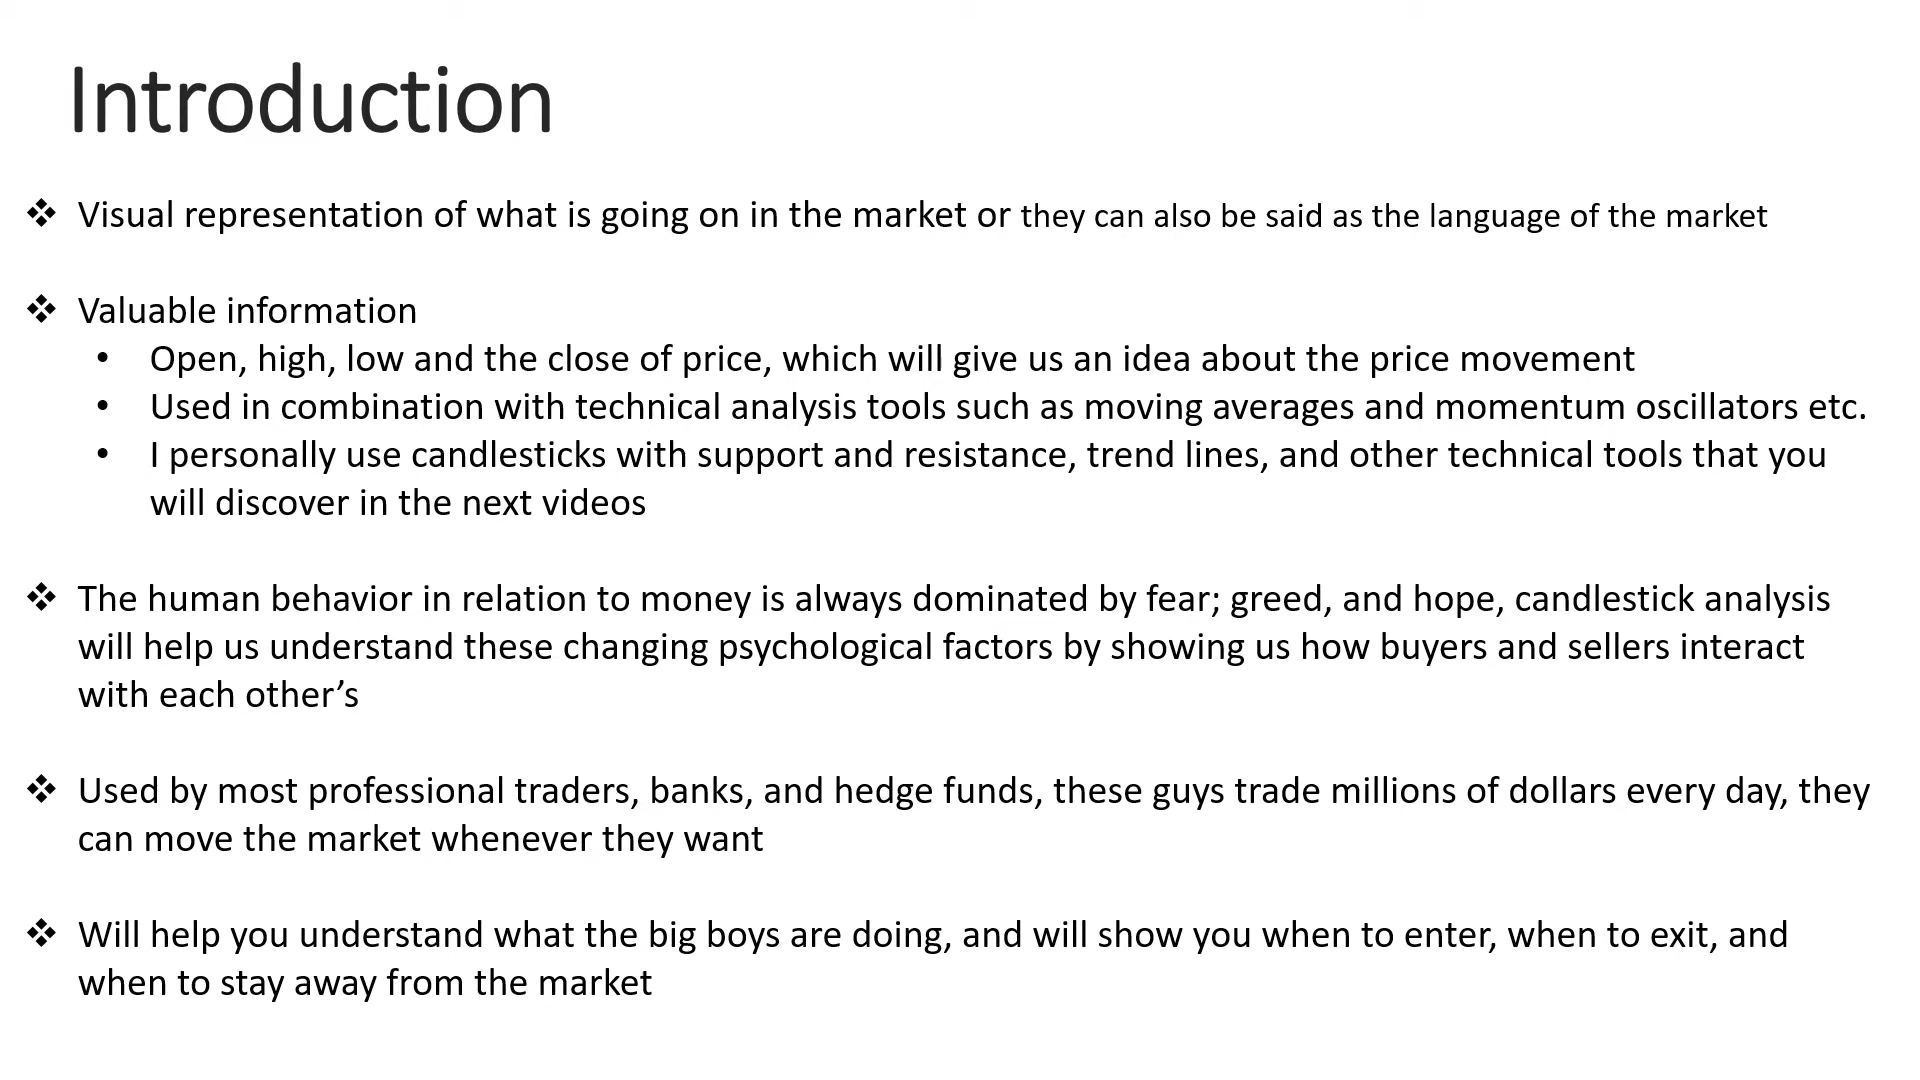 Introduction
❖ Visual representation of what is going on in the market or they can also be said as the language of the market
❖ Valuable information
• Open, high, low and the close of price, which will give us an idea about the price movement
• Used in combination with technical analysis tools such as moving averages and momentum oscillators etc.
• I personally use candlesticks with support and resistance, trend lines, and other technical tools that you
will discover in the next videos
❖ The human behavior in relation to money is always dominated by fear; greed, and hope, candlestick analysis
will help us understand these changing psychological factors by showing us how buyers and sellers interact
with each other’s
❖ Used by most professional traders, banks, and hedge funds, these guys trade millions of dollars every day, they
can move the market whenever they want
❖ Will help you understand what the big boys are doing, and will show you when to enter, when to exit, and
when to stay away from the market